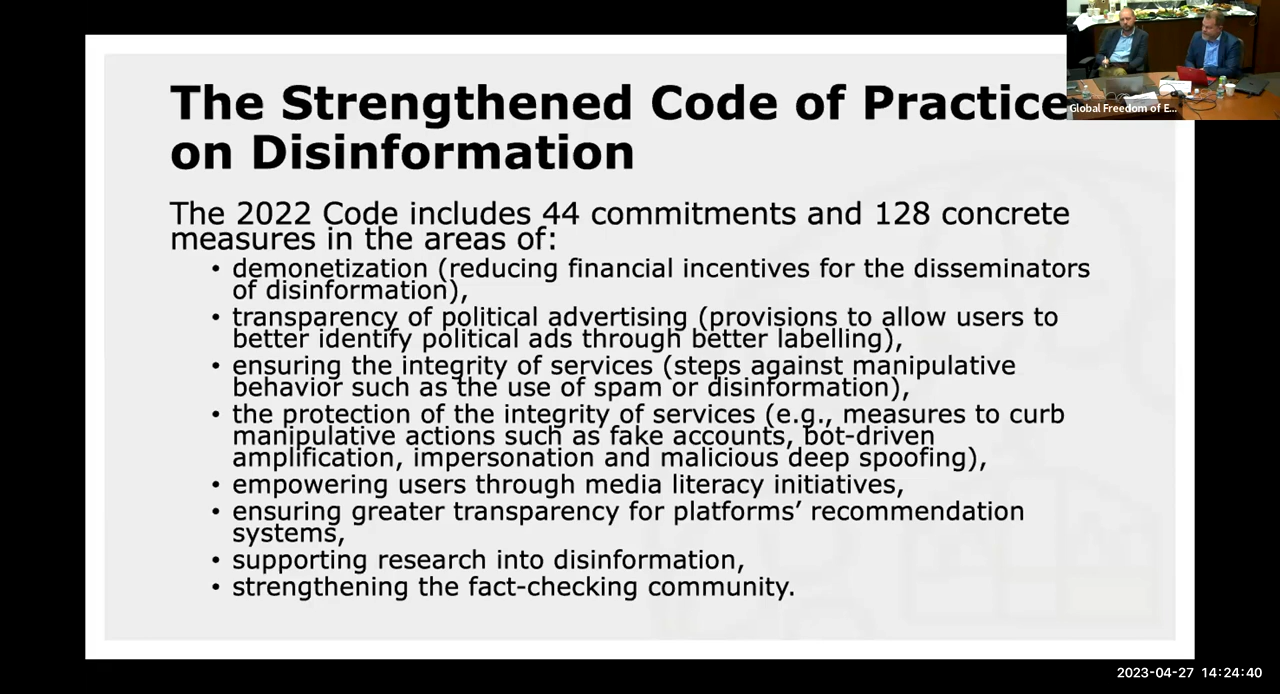 The Strengthened Code of Practice
on Disinformation
Global Freedom of E...
The 2022 Code includes 44 commitments and 128 concrete
measures in the areas of:
• demonetization (reducing financial incentives for the disseminators
of disinformation),
• transparency of political advertising (provisions to allow users to
better identify political ads through better labelling),
• ensuring the integrity of services (steps against manipulative
behavior such as the use of spam or disinformation),
• the protection of the integrity of services (e.g., measures to curb
manipulative actions such as fake accounts, bot-driven
amplification, impersonation and malicious deep spoofing),
• empowering users through media literacy initiatives,
• ensuring greater transparency for platforms’ recommendation
systems,
• supporting research into disinformation,
• strengthening the fact-checking community.
2023-04-27 14:24:40